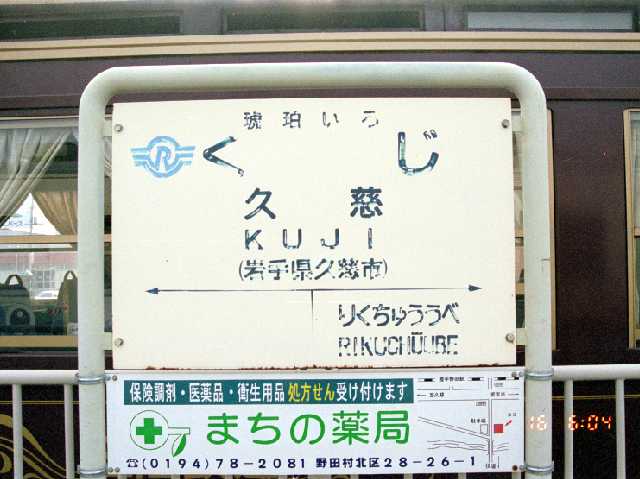 琥珀いろ
くじ
久慈
KUJI
(岩手県久慈市)
りくちゅううべ
RIKUCHŪUBE
保険調剤・医薬品・衛生用品 処方せん受け付けます
まちの薬局
☎(0194)78-2081 野田村北区28-26-1
16 6:04